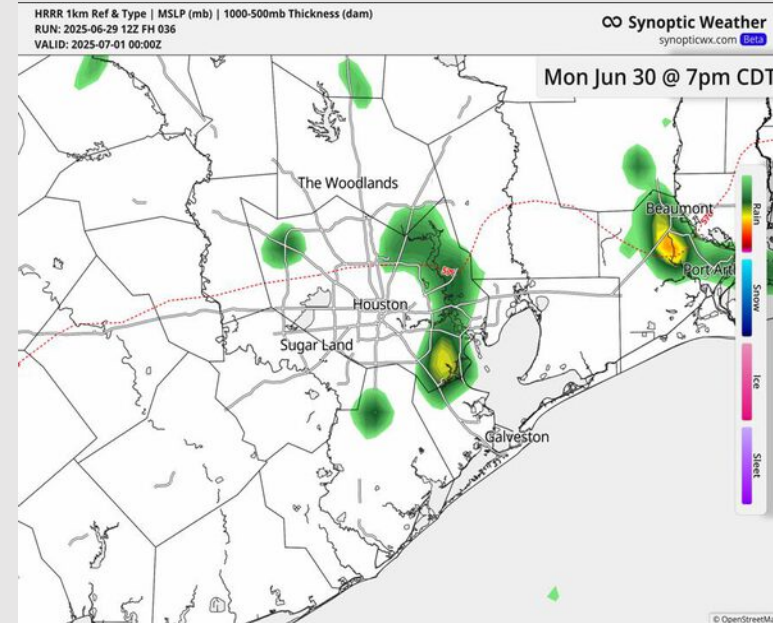 HRRR 1km Ref & Type | MSLP (mb) | 1000-500mb Thickness (dam)
RUN: 2025-06-29 12Z FH 036
VALID: 2025-07-01 00:00Z
Synoptic Weather
synopticwx.com Beta
Mon Jun 30 @ 7pm CDT
The Woodlands
Beaumont
576
Port Art
Houston
Sugar Land
Galveston
Rain
Snow
Ice
Sleet
© OpenStreetMa